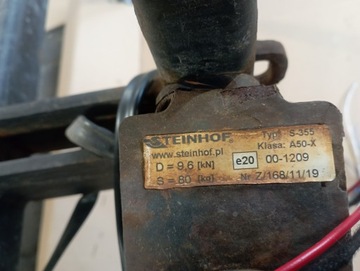 STEINHOF. Typ S-355
www.steinhof.pl Klasa: A50-X
D = 9,6 [kN] e20 00-1209
S = 80 [kg] Nr Z/168/11/19